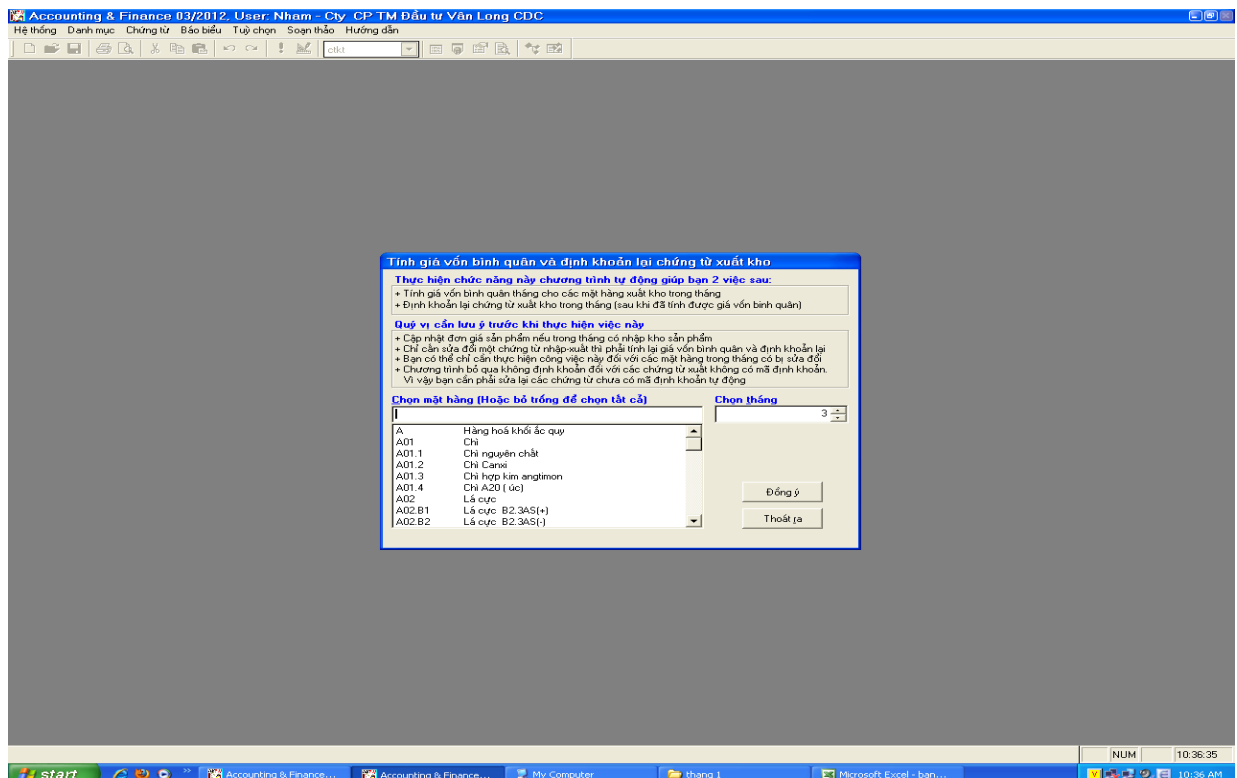 Accounting & Finance 03/2012, User: Nham - Cty CP TM Đầu tư Vân Long CDC
Hệ thống Danh mục Chứng từ Báo biểu Tuỳ chọn Soạn thảo Hướng dẫn
ctkt
Tính giá vốn bình quân và định khoản lại chứng từ xuất kho
Thực hiện chức năng này chương trình tự động giúp bạn 2 việc sau:
+ Tính giá vốn bình quân tháng cho các mặt hàng xuất kho trong tháng
+ Định khoản lại chứng từ xuất kho trong tháng (sau khi đã tính được giá vốn bình quân)
Quý vị cần lưu ý trước khi thực hiện việc này
+ Cập nhật đơn giá sản phẩm nếu trong tháng có nhập kho sản phẩm
+ Chỉ cần sửa đổi một chứng từ nhập-xuất thì phải tính lại giá vốn bình quân và định khoản lại
+ Bạn có thể chỉ cần thực hiện công việc này đối với các mặt hàng trong tháng có bị sửa đổi
+ Chương trình bỏ qua không định khoản đối với các chứng từ xuất không có mã định khoản.
Vì vậy bạn cần phải sửa lại các chứng từ chưa có mã định khoản tự động
Chọn mặt hàng (Hoặc bỏ trống để chọn tất cả) Chọn tháng
3
A Hàng hoá khối ắc quy
A01 Chì
A01.1 Chì nguyên chất
A01.2 Chì Canxi
A01.3 Chì hợp kim angtimon
A01.4 Chì A20 ( úc)
A02 Lá cực
A02.B1 Lá cực B2.3AS(+)
A02.B2 Lá cực B2.3AS(-)
Đồng ý
Thoát ra
NUM 10:36:35
start Accounting & Finance... Accounting & Finance... My Computer thang 1 Microsoft Excel - ban... 10:36 AM